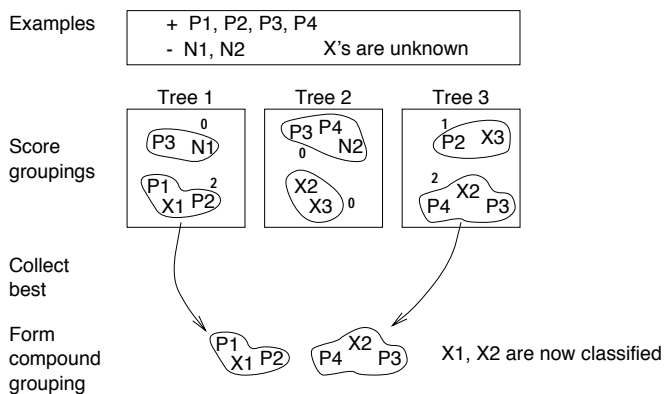 Examples
+ P1, P2, P3, P4
- N1, N2 X's are unknown
Tree 1 Tree 2 Tree 3
Score groupings
0
P3 N1
P1 X1 P2
2
P3 P4 N2
0
X2 X3
0
1
P2 X3
2
P4 X2 P3
Collect
best
Form
compound
grouping
P1 X1 P2
P4 X2 P3
X1, X2 are now classified